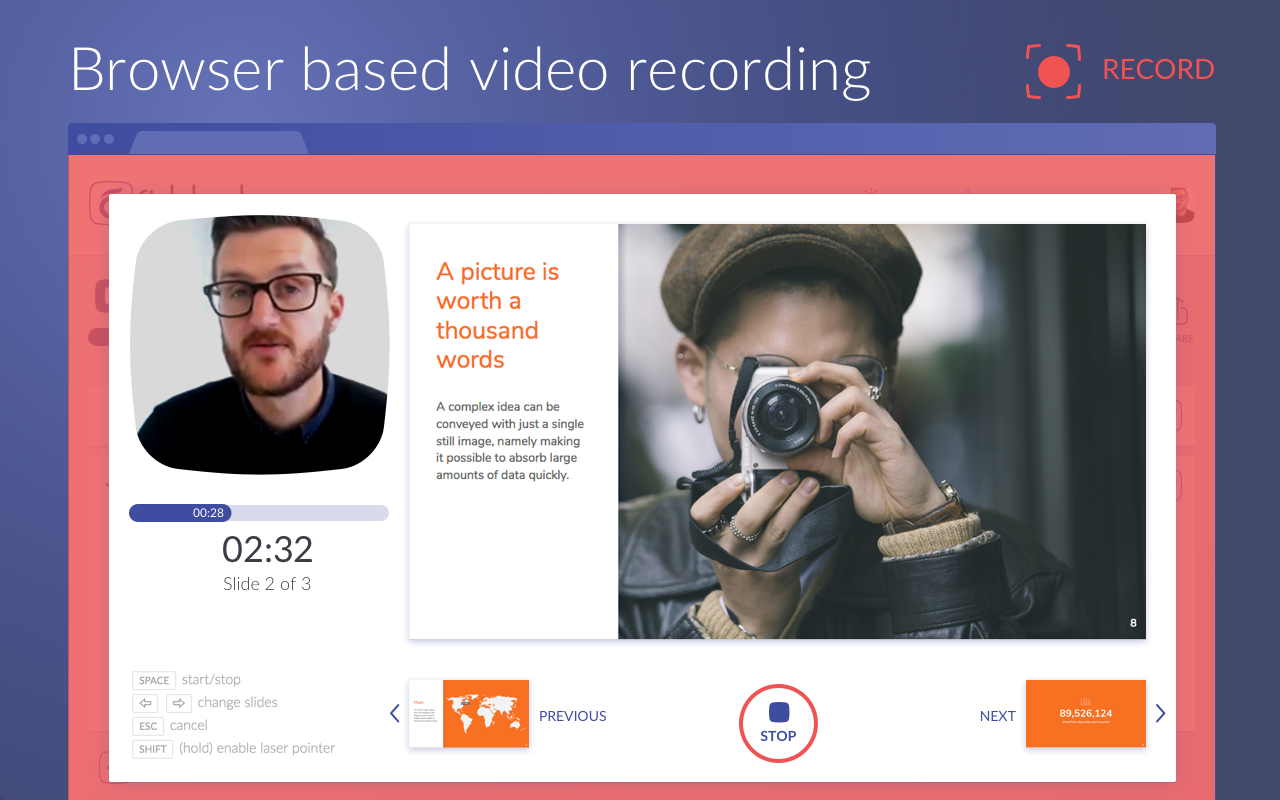 Browser based video recording
RECORD
A picture is
worth a
thousand
words
A complex idea can be
conveyed with just a single
still image, namely making
it possible to absorb large
amounts of data quickly.
8
00:28
02:32
Slide 2 of 3
SPACE start/stop
change slides
ESC cancel
SHIFT (hold) enable laser pointer
PREVIOUS
STOP
NEXT
89,526,124